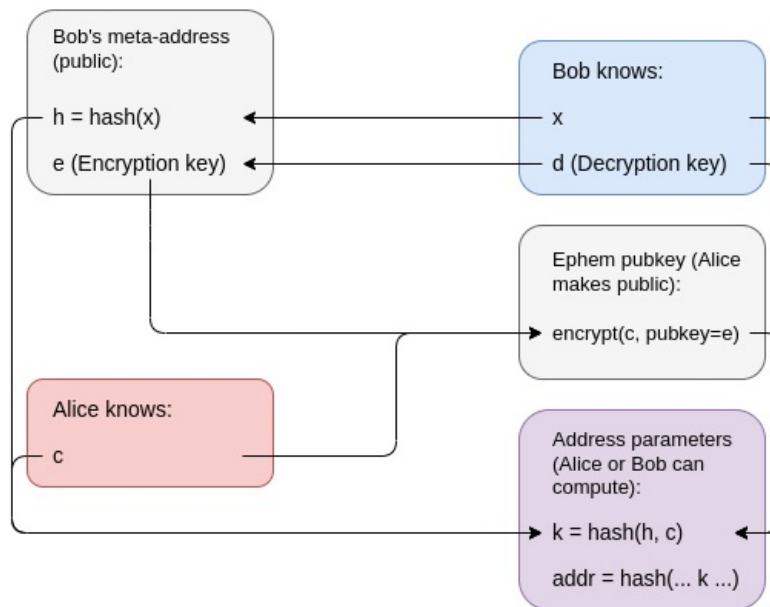 Bob's meta-address
(public):
h = hash(x)
e (Encryption key)
Bob knows:
x
d (Decryption key)
Ephem pubkey (Alice
makes public):
encrypt(c, pubkey=e)
Alice knows:
c
Address parameters
(Alice or Bob can
compute):
k = hash(h, c)
addr = hash(... k ...)